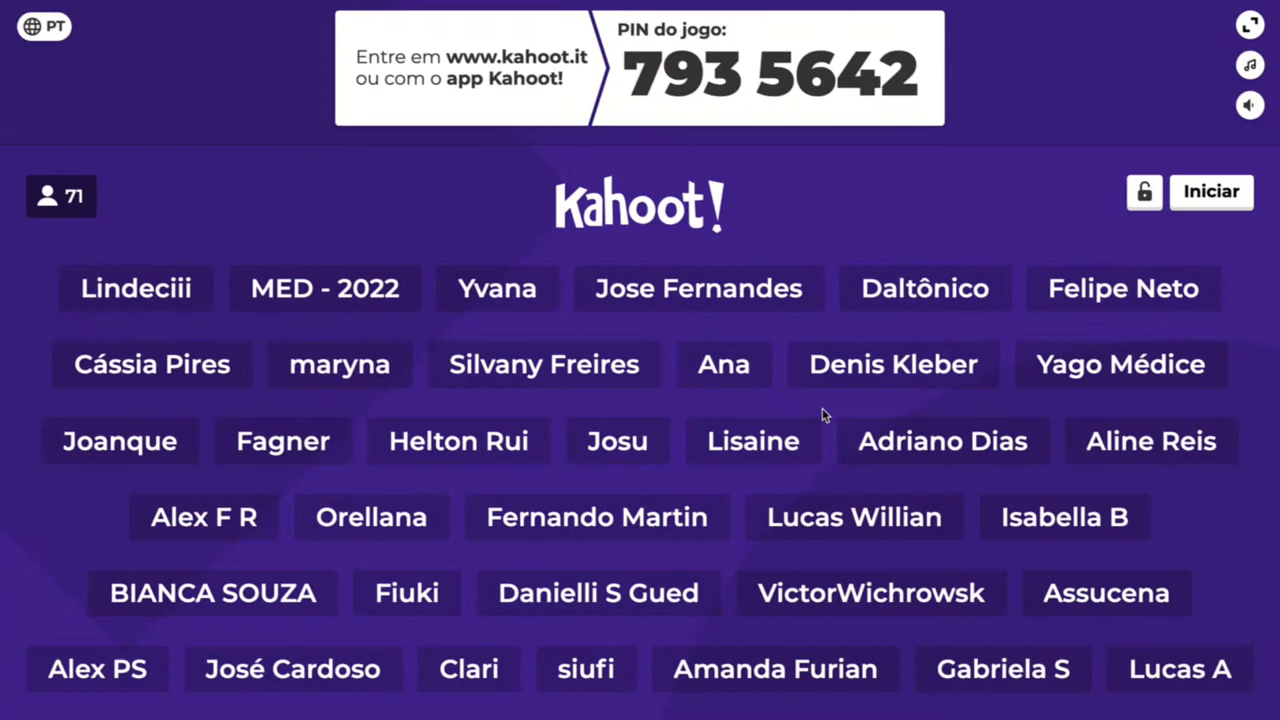 PT
Entre em www.kahoot.it
ou com o app Kahoot!
PIN do jogo:
793 5642
71
Kahoot!
Iniciar
Lindeciii MED - 2022 Yvana Jose Fernandes Daltônico Felipe Neto
Cássia Pires maryna Silvany Freires Ana Denis Kleber Yago Médice
Joanque Fagner Helton Rui Josu Lisaine Adriano Dias Aline Reis
Alex F R Orellana Fernando Martin Lucas Willian Isabella B
BIANCA SOUZA Fiuki Danielli S Gued VictorWichrowsk Assucena
Alex PS José Cardoso Clari siufi Amanda Furian Gabriela S Lucas A